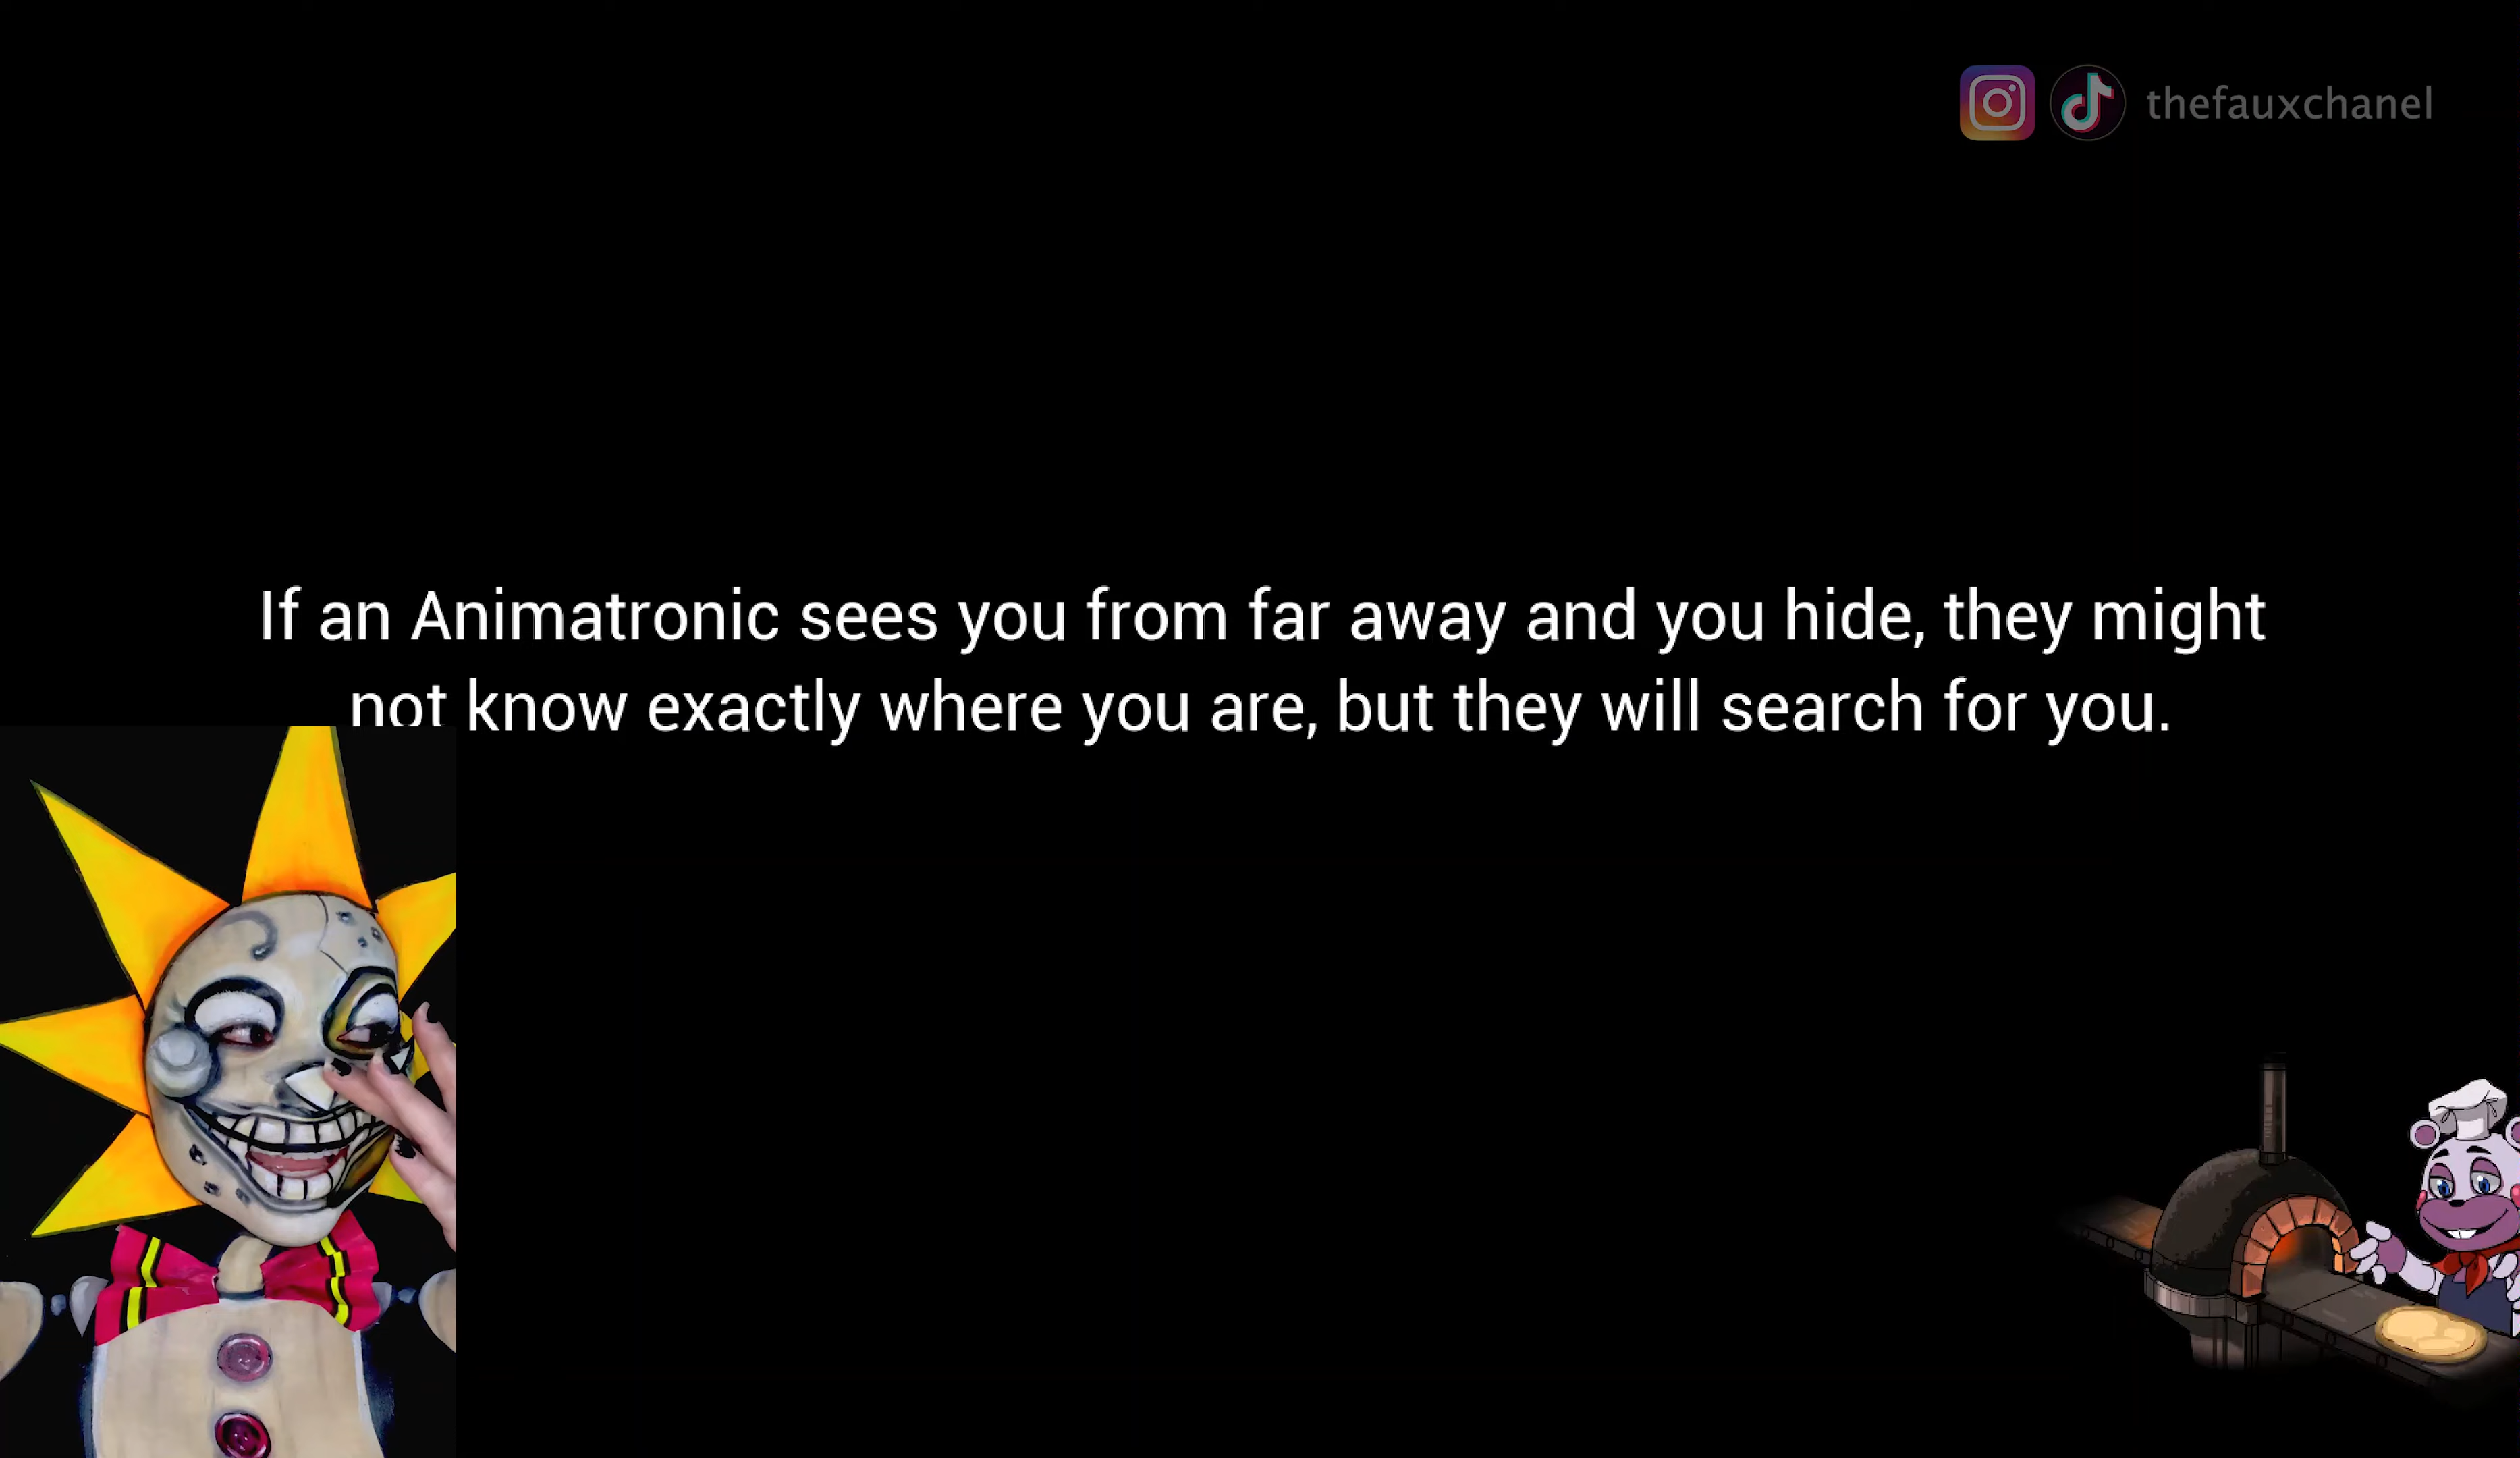 thefauxchanel
If an Animatronic sees you from far away and you hide, they might
not know exactly where you are, but they will search for you.